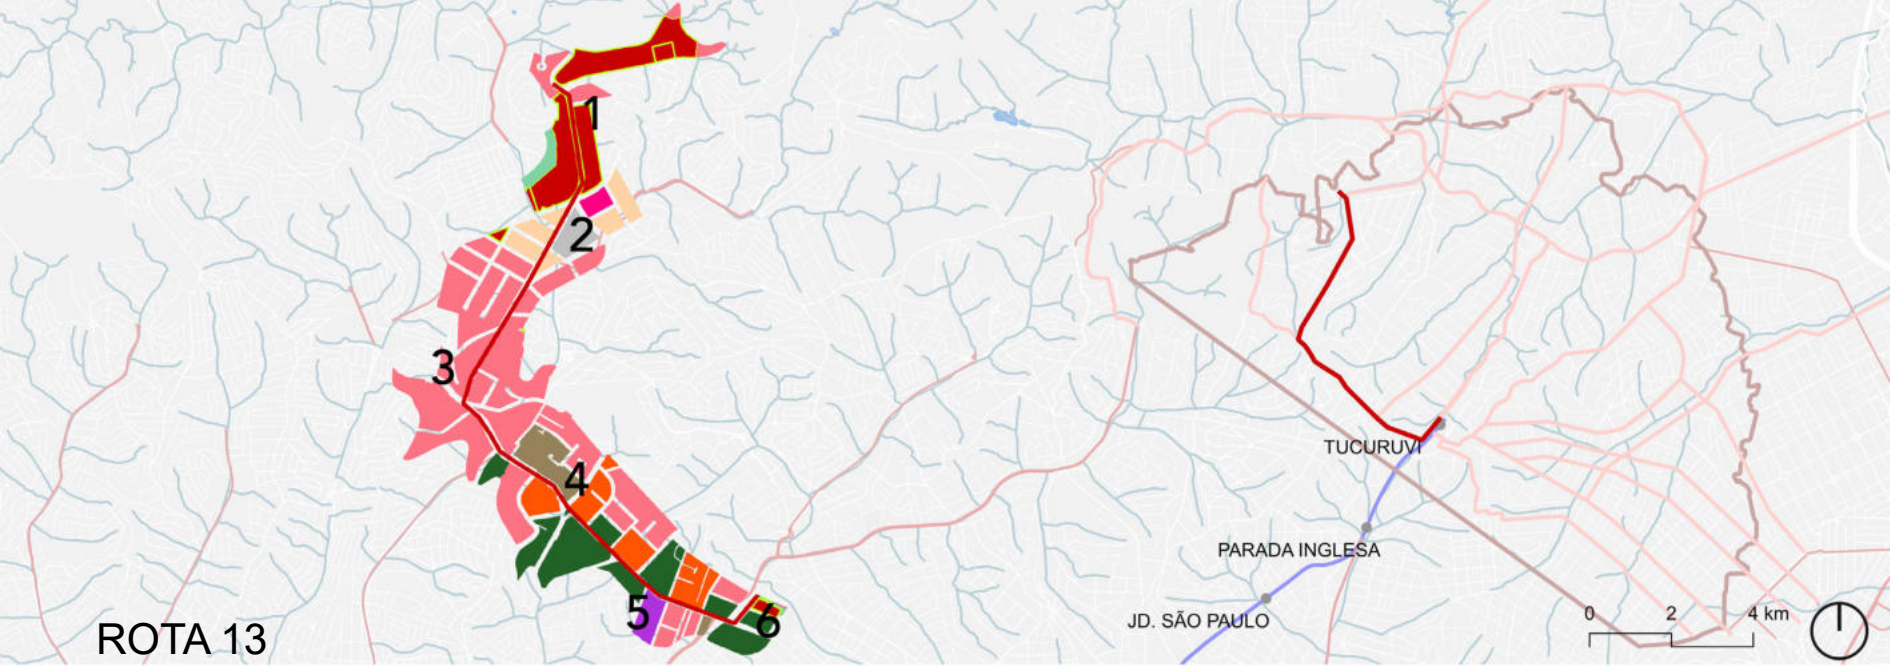 1
2
3
4
5
6
ROTA 13
TUCURUVI
PARADA INGLESA
JD. SÃO PAULO
0 2 4 km